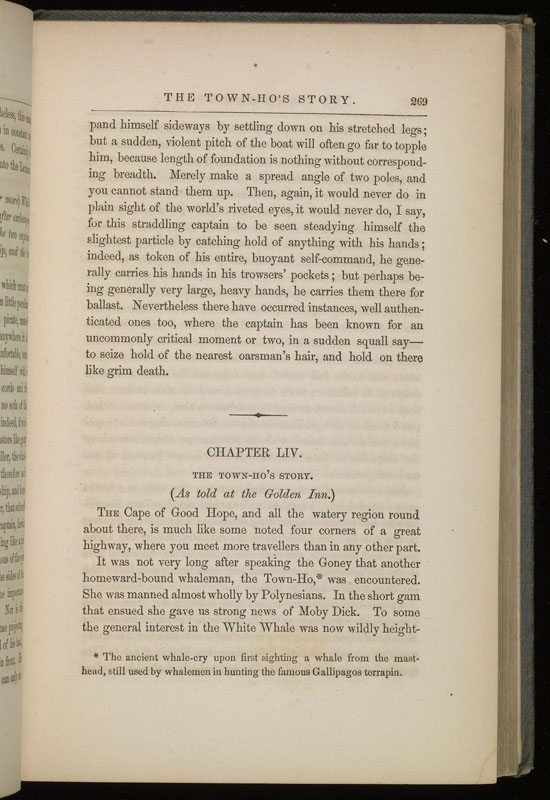 THE TOWN-HO'S STORY. 269
pand himself sideways by settling down on his stretched legs;
but a sudden, violent pitch of the boat will often go far to topple
him, because length of foundation is nothing without correspond-
ing breadth. Merely make a spread angle of two poles, and
you cannot stand them up. Then, again, it would never do in
plain sight of the world's riveted eyes, it would never do, I say,
for this straddling captain to be seen steadying himself the
slightest particle by catching hold of anything with his hands;
indeed, as token of his entire, buoyant self-command, he gene-
rally carries his hands in his trowsers' pockets; but perhaps be-
ing generally very large, heavy hands, he carries them there for
ballast. Nevertheless there have occurred instances, well authen-
ticated ones too, where the captain has been known for an
uncommonly critical moment or two, in a sudden squall say—
to seize hold of the nearest oarsman's hair, and hold on there
like grim death.
CHAPTER LIV.
THE TOWN-HO'S STORY.
(As told at the Golden Inn.)
THE Cape of Good Hope, and all the watery region round
about there, is much like some noted four corners of a great
highway, where you meet more travellers than in any other part.
It was not very long after speaking the Goney that another
homeward-bound whaleman, the Town-Ho,* was encountered.
She was manned almost wholly by Polynesians. In the short gam
that ensued she gave us strong news of Moby Dick. To some
the general interest in the White Whale was now wildly height-
* The ancient whale-cry upon first sighting a whale from the mast-
head, still used by whalemen in hunting the famous Gallipagos terrapin.